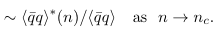 ∼ ⟨q̄q⟩*(n)/⟨q̄q⟩ as n → n_c.